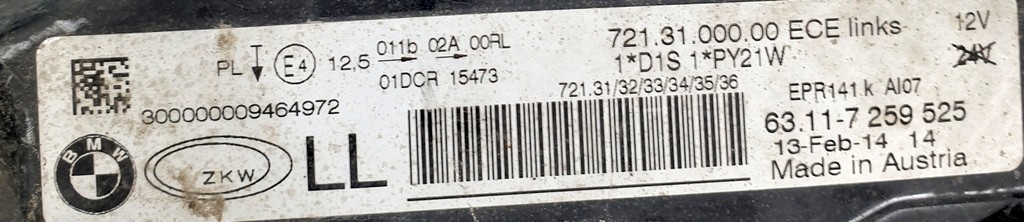 PL E4 12,5 011b 02A 00RL
01DCR 15473
300000009464972
BMW
ZKW
LL
721.31.000.00 ECE links
1*D1S 1*PY21W
721.31/32/33/34/35/36
12V
24V
EPR141.k AI07
63.11-7 259 525
13-Feb-14 14
Made in Austria